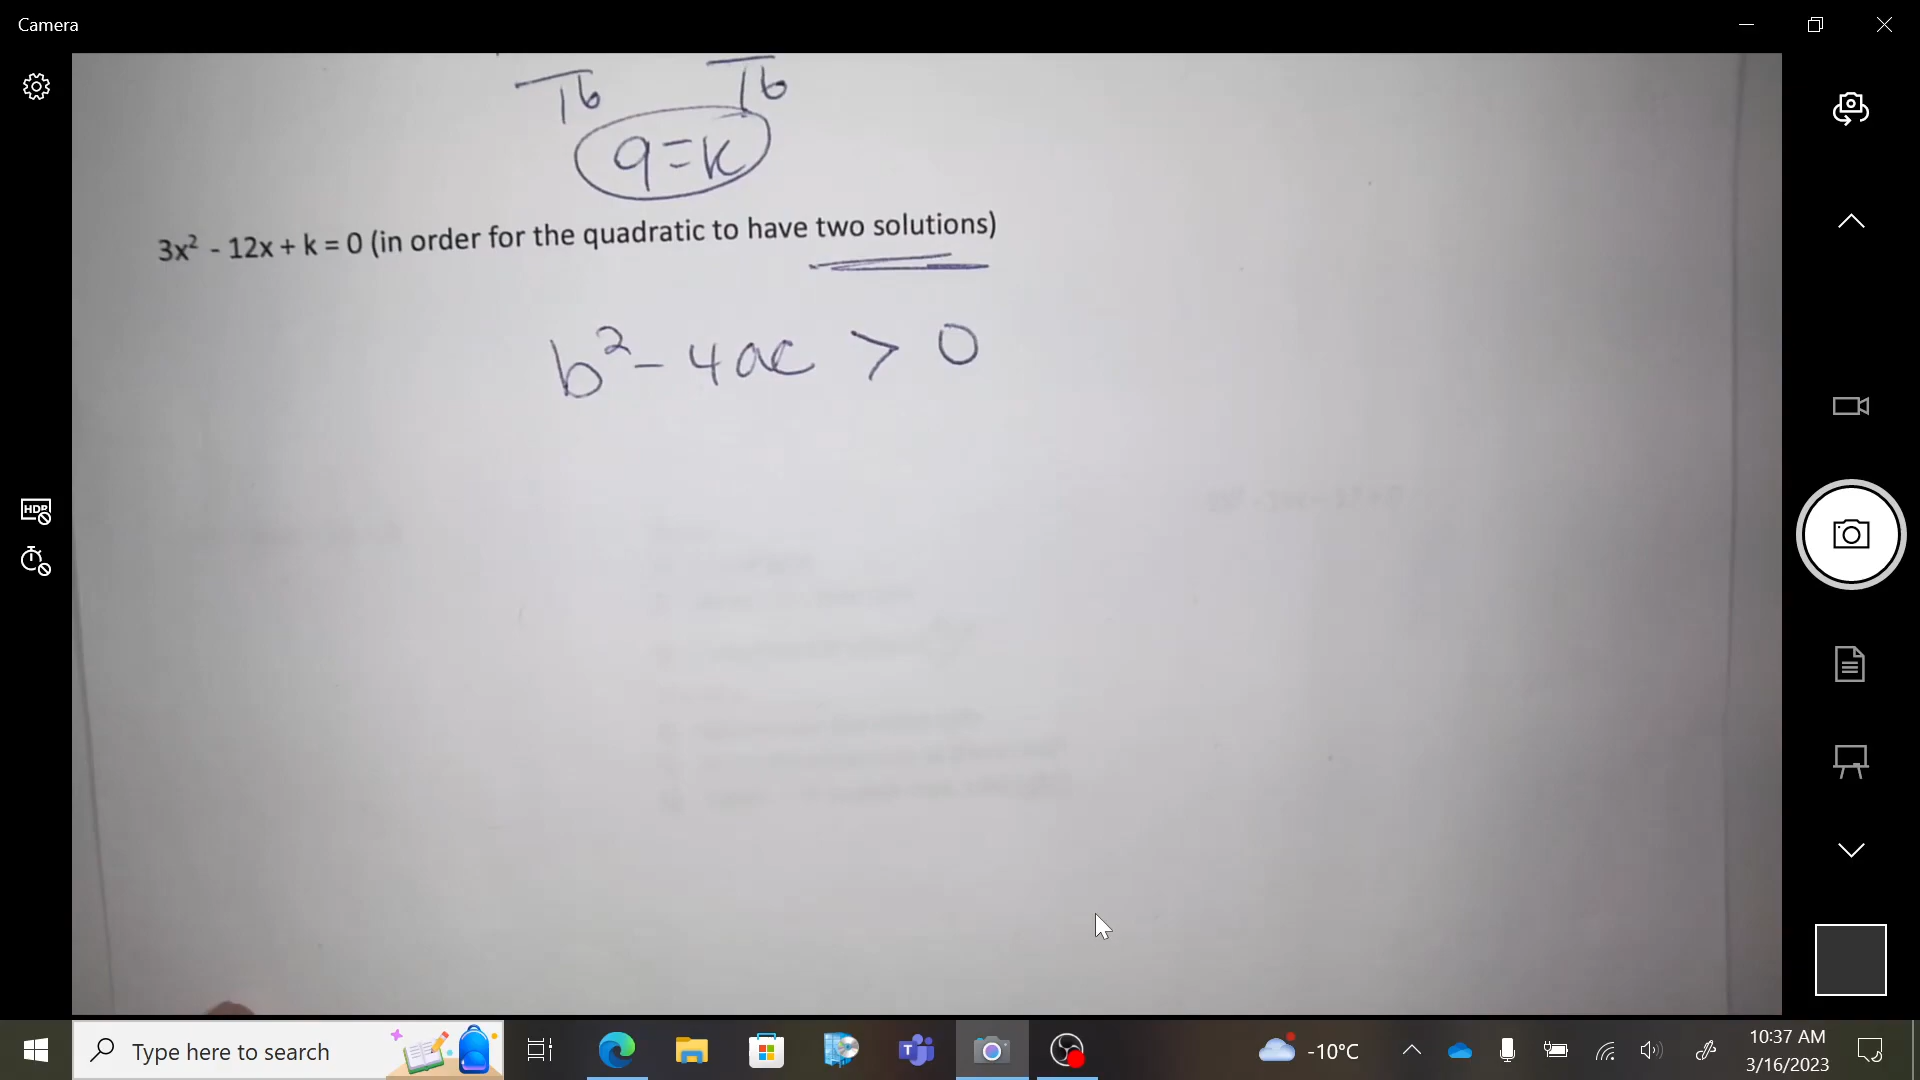 Camera
16 16
9=k
3x² - 12x + k = 0 (in order for the quadratic to have two solutions)
b² - 4ac > 0
HDR
Type here to search
-10°C
10:37 AM
3/16/2023